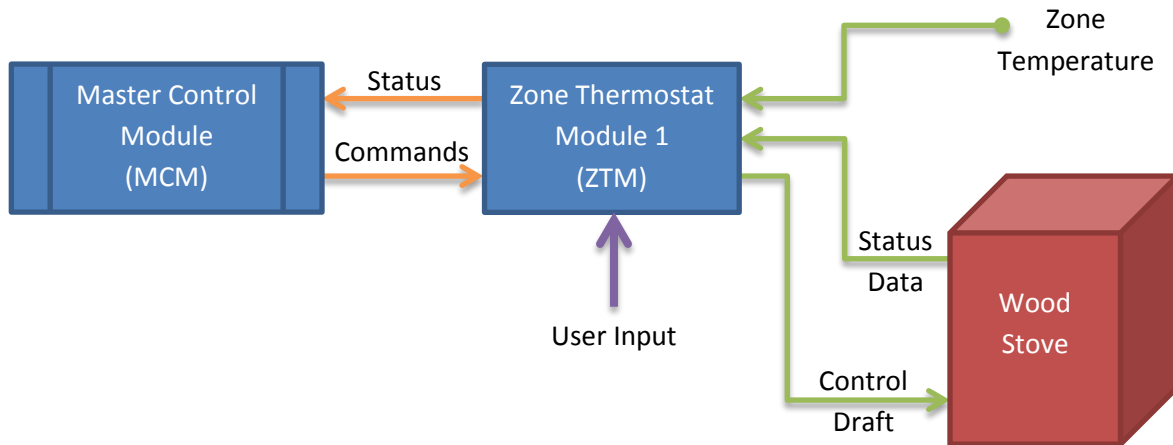 Master Control
Module
(MCM)
Status
Commands
Zone Thermostat
Module 1
(ZTM)
Zone
Temperature
User Input
Status
Data
Control
Draft
Wood
Stove